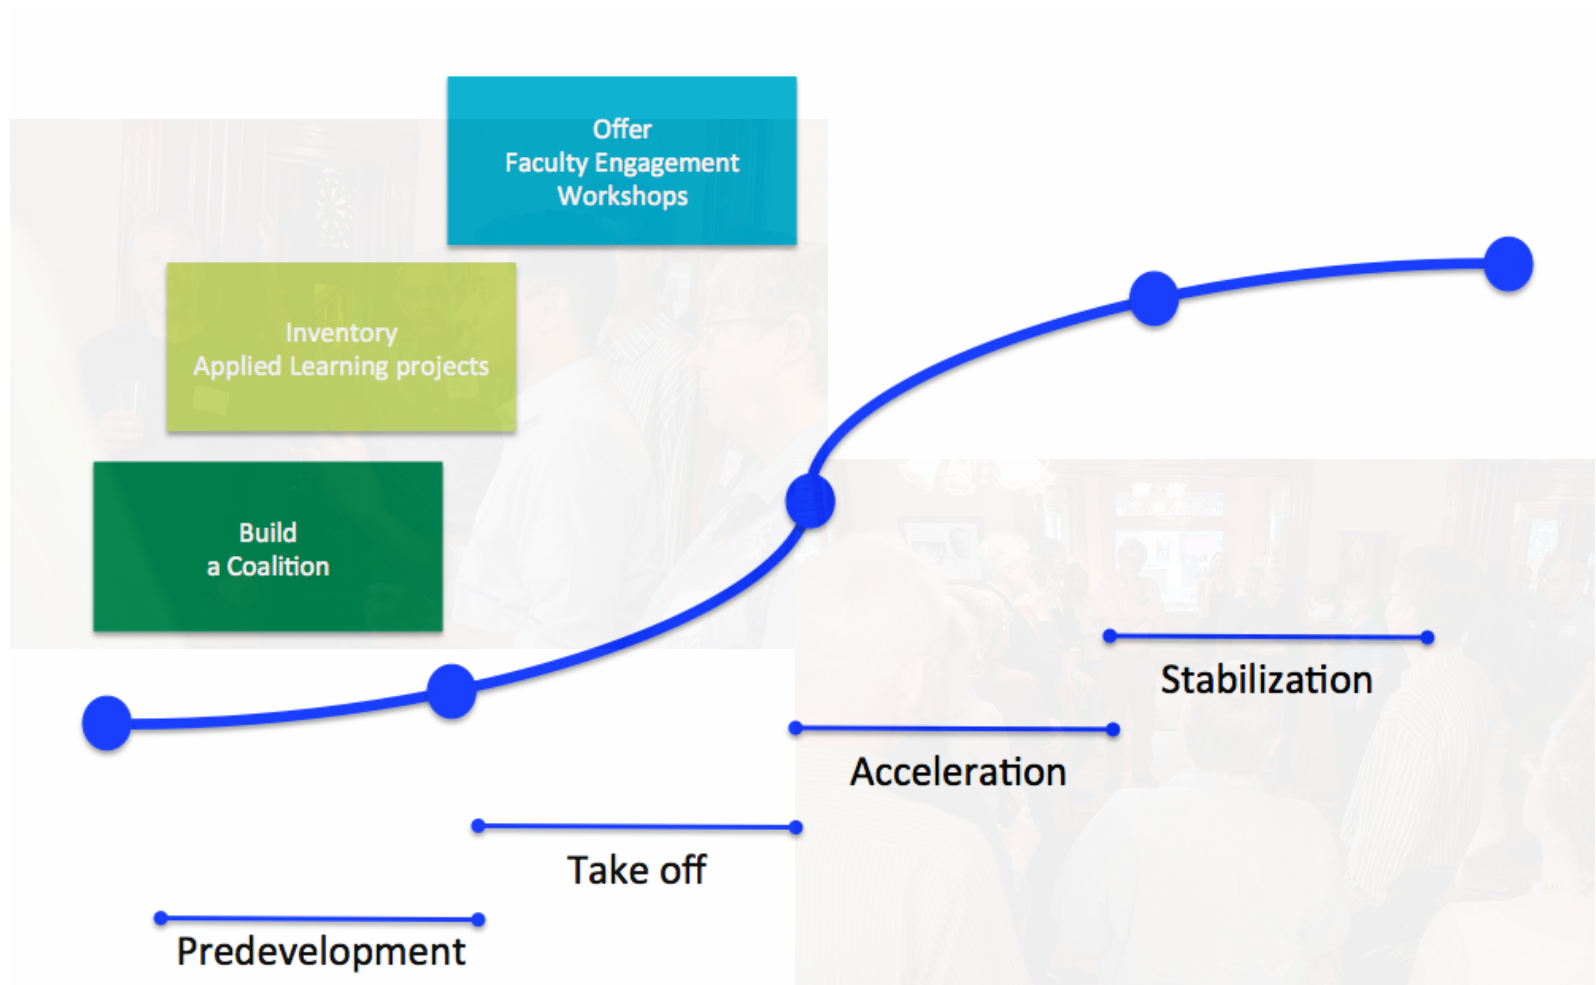 Offer
Faculty Engagement
Workshops
Inventory
Applied Learning projects
Build
a Coalition
Stabilization
Acceleration
Take off
Predevelopment